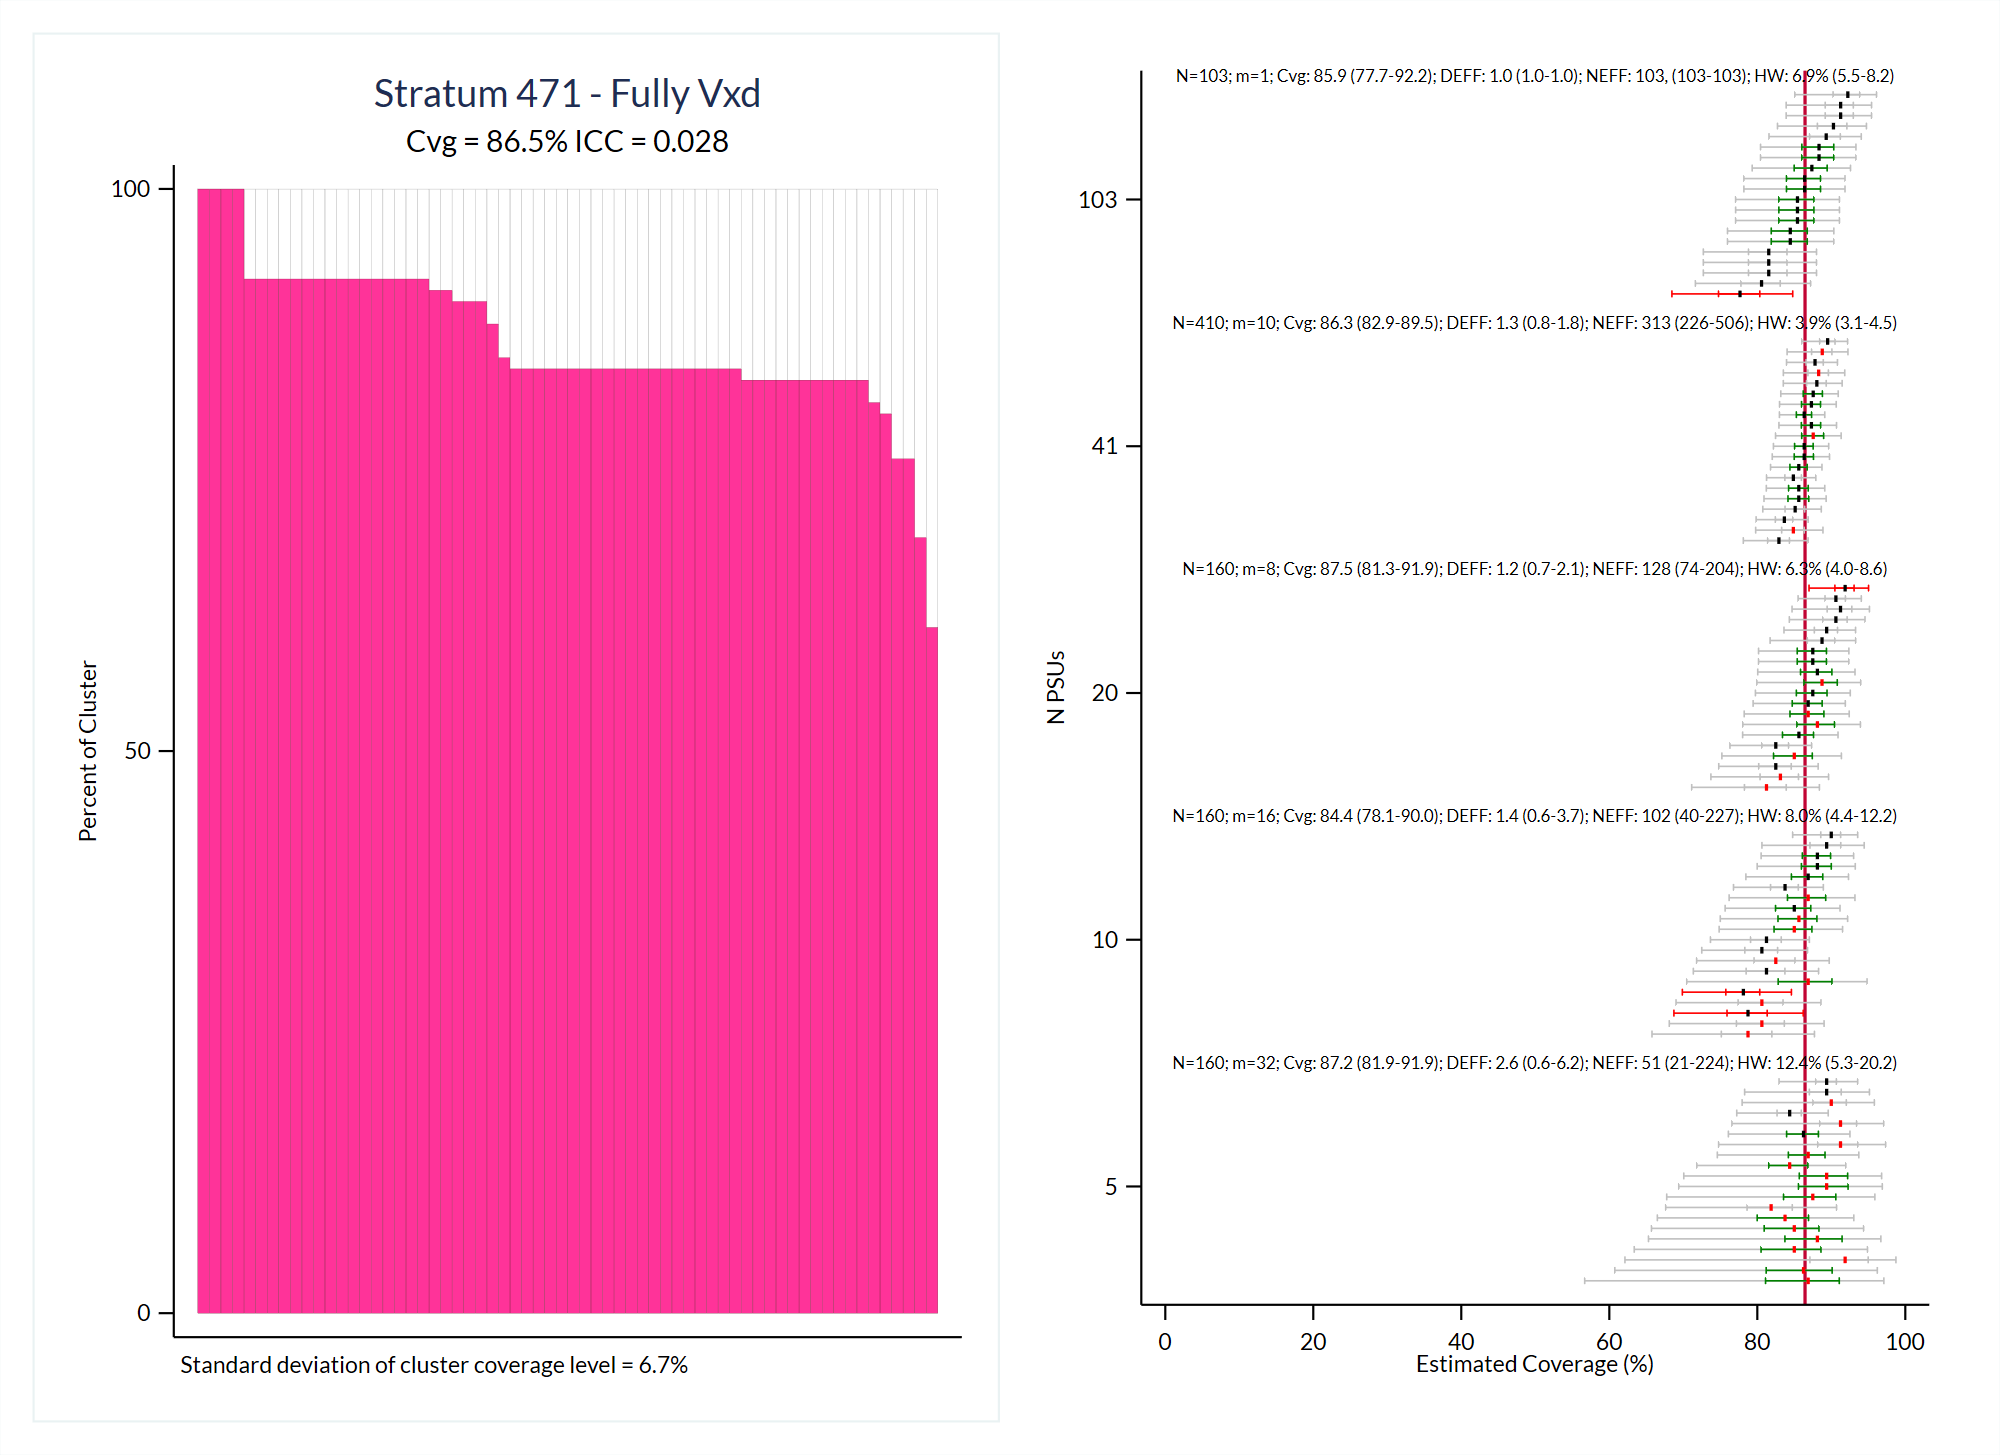 Stratum 471 - Fully Vxd
Cvg = 86.5% ICC = 0.028
100
50
0
Percent of Cluster
Standard deviation of cluster coverage level = 6.7%
N=103; m=1; Cvg: 85.9 (77.7-92.2); DEFF: 1.0 (1.0-1.0); NEFF: 103, (103-103); HW: 6.9% (5.5-8.2)
103
N=410; m=10; Cvg: 86.3 (82.9-89.5); DEFF: 1.3 (0.8-1.8); NEFF: 313 (226-506); HW: 3.9% (3.1-4.5)
41
N=160; m=8; Cvg: 87.5 (81.3-91.9); DEFF: 1.2 (0.7-2.1); NEFF: 128 (74-204); HW: 6.3% (4.0-8.6)
20
N=160; m=16; Cvg: 84.4 (78.1-90.0); DEFF: 1.4 (0.6-3.7); NEFF: 102 (40-227); HW: 8.0% (4.4-12.2)
10
N=160; m=32; Cvg: 87.2 (81.9-91.9); DEFF: 2.6 (0.6-6.2); NEFF: 51 (21-224); HW: 12.4% (5.3-20.2)
5
N PSUs
0 20 40 60 80 100
Estimated Coverage (%)